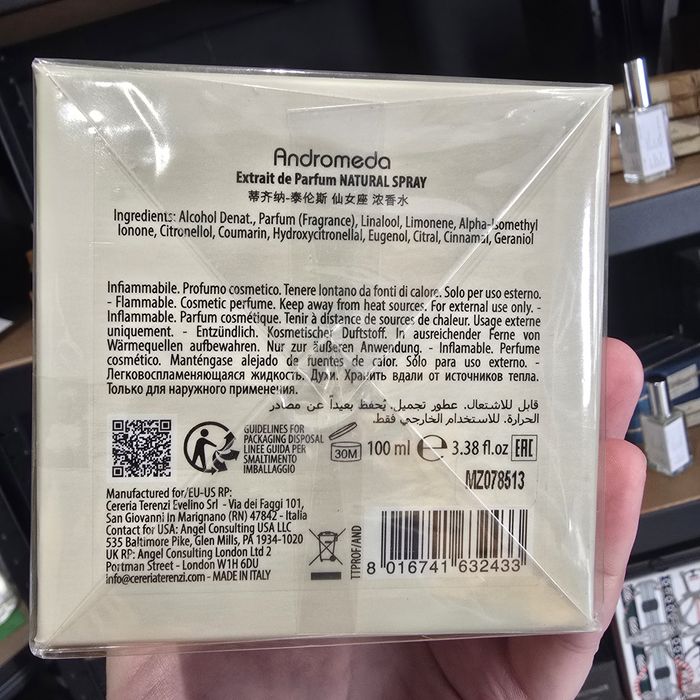 Andromeda
Extrait de Parfum NATURAL SPRAY
蒂齐纳-泰伦斯 仙女座 浓香水
Ingredients: Alcohol Denat., Parfum (Fragrance), Linalool, Limonene, Alpha-Isomethyl
Ionone, Citronellol, Coumarin, Hydroxycitronellal, Eugenol, Citral, Cinnamal, Geraniol
Infiammabile. Profumo cosmetico. Tenere lontano da fonti di calore. Solo per uso esterno.
- Flammable. Cosmetic perfume. Keep away from heat sources. For external use only. -
Inflammable. Parfum cosmétique. Tenir à distance de sources de chaleur. Usage externe
uniquement. - Entzündlich. Kosmetischer Duftstoff. In ausreichender Ferne von
Wärmequellen aufbewahren. Nur zur äußeren Anwendung. - Inflamable. Perfume
cosmético. Manténgase alejado de fuentes de calor. Sólo para uso externo. -
Легковоспламеняющаяся жидкость. Духи. Хранить вдали от источников тепла.
Только для наружного применения.
قابل للاشتعال. عطور تجميل. يُحفظ بعيداً عن مصادر
الحرارة. للاستخدام الخارجي فقط.
GUIDELINES FOR
PACKAGING DISPOSAL
LINEE GUIDA PER
SMALTIMENTO
IMBALLAGGIO
30M
100 ml e 3.38 fl.oz EAC
MZ078513
Manufactured for/EU-US RP:
Cereria Terenzi Evelino Srl - Via dei Faggi 101,
San Giovanni In Marignano (RN) 47842 - Italia
Contact for USA: Angel Consulting USA LLC
535 Baltimore Pike, Glen Mills, PA 1934-1020
UK RP: Angel Consulting London Ltd 2
Portman Street - London W1H 6DU
info@cereriaterenzi.com - MADE IN ITALY
TTPROF/AND
8 016741 632433